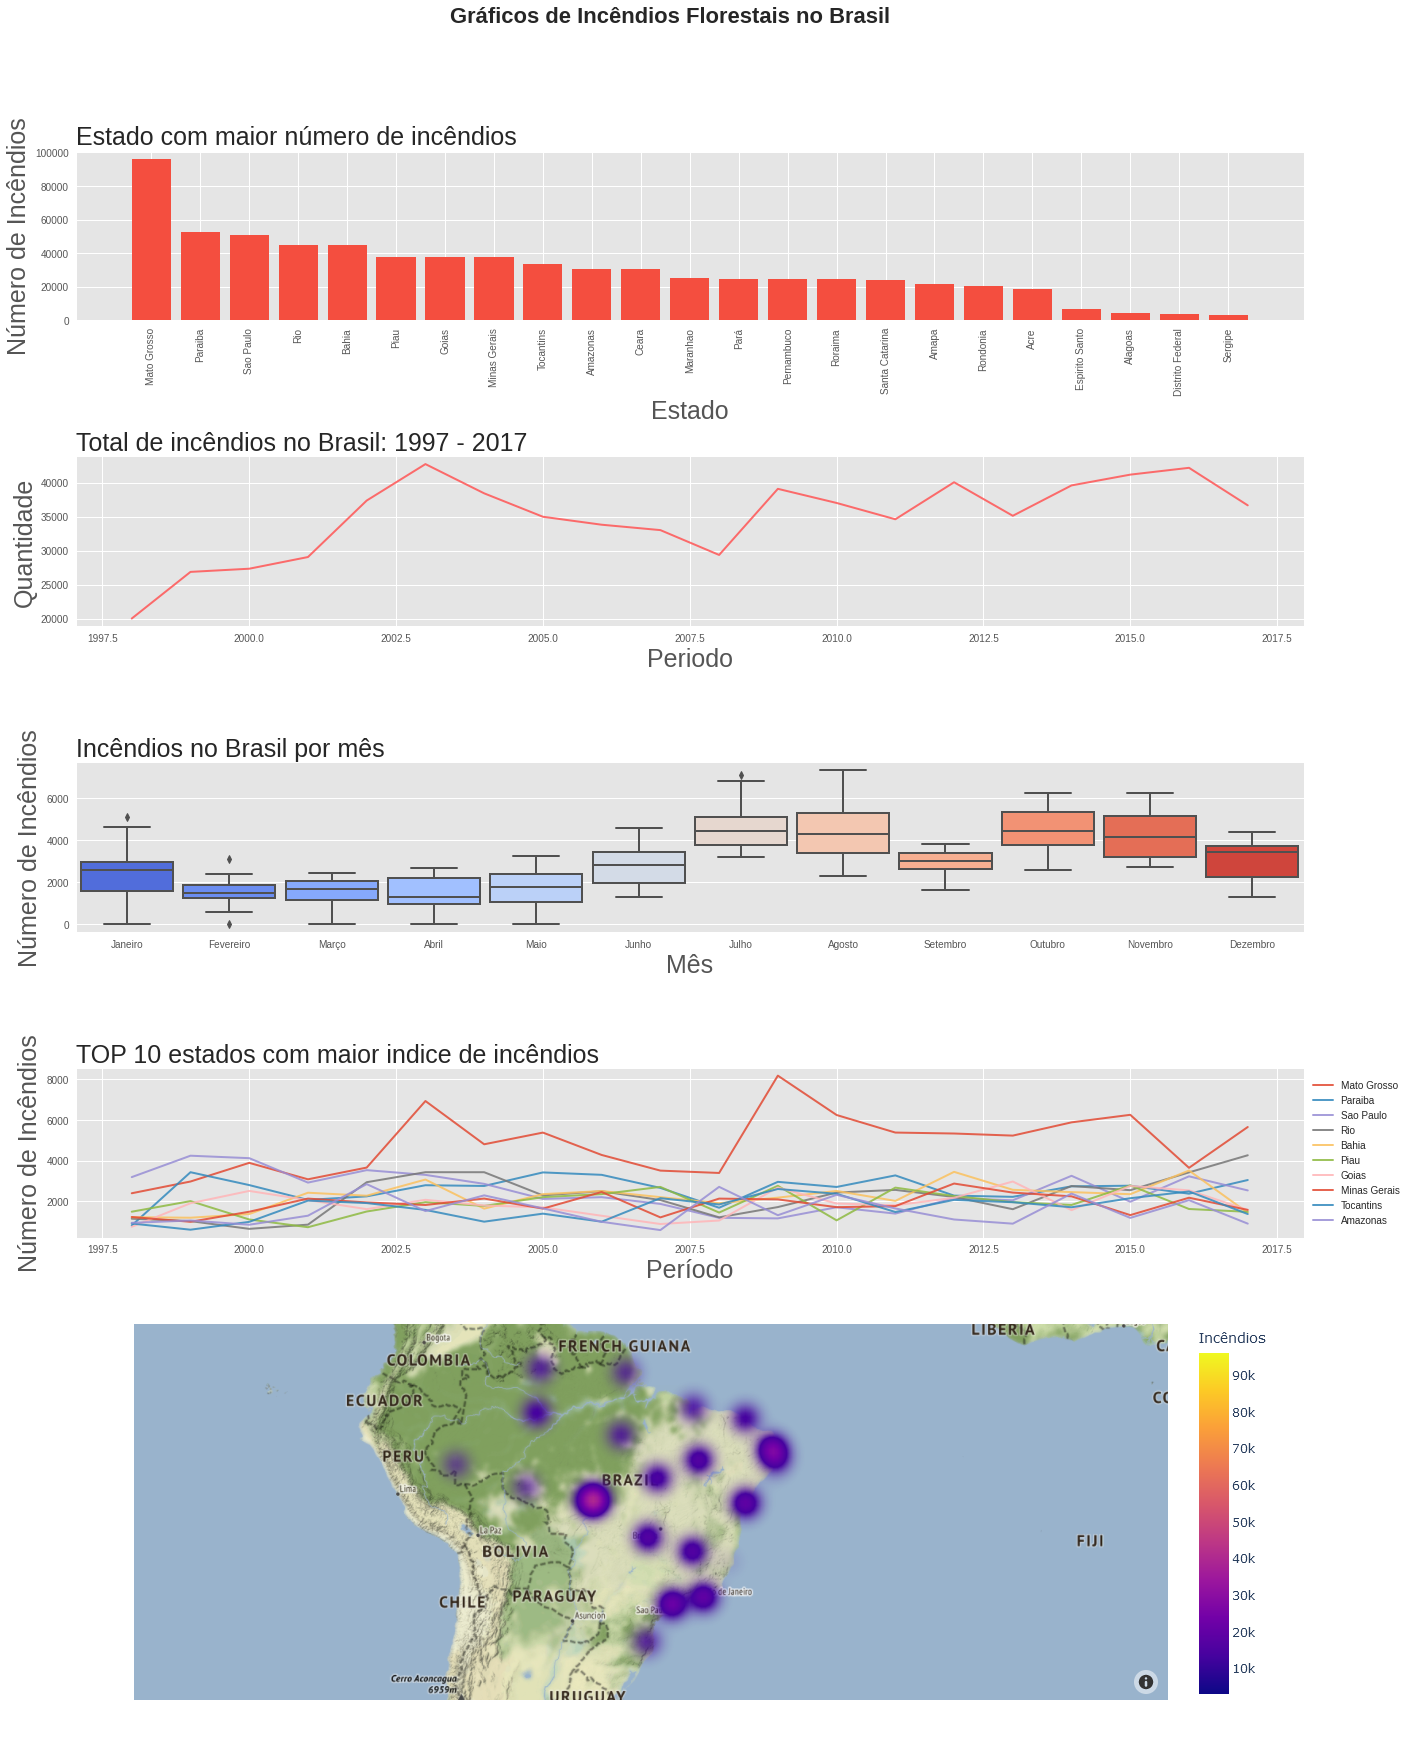 Gráficos de Incêndios Florestais no Brasil
Estado com maior número de incêndios
Número de Incêndios
100000
80000
60000
40000
20000
0
Mato Grosso
Paraiba
Sao Paulo
Rio
Bahia
Piau
Goias
Minas Gerais
Tocantins
Amazonas
Ceara
Maranhao
Pará
Pernambuco
Roraima
Santa Catarina
Amapa
Rondonia
Acre
Espirito Santo
Alagoas
Distrito Federal
Sergipe
Estado
Total de incêndios no Brasil: 1997 - 2017
Quantidade
40000
35000
30000
25000
20000
1997.5 2000.0 2002.5 2005.0 2007.5 2010.0 2012.5 2015.0 2017.5
Periodo
Incêndios no Brasil por mês
Número de Incêndios
6000
4000
2000
0
Janeiro Fevereiro Março Abril Maio Junho Julho Agosto Setembro Outubro Novembro Dezembro
Mês
TOP 10 estados com maior indice de incêndios
Número de Incêndios
8000
6000
4000
2000
1997.5 2000.0 2002.5 2005.0 2007.5 2010.0 2012.5 2015.0 2017.5
Período
Mato Grosso
Paraiba
Sao Paulo
Rio
Bahia
Piau
Goias
Minas Gerais
Tocantins
Amazonas
LIBERIA
Bogota
FRENCH GUIANA
COLOMBIA
ECUADOR
PERU
BRAZI
Lima
La Paz
BOLIVIA
FIJI
PARAGUAY
de Janeiro
CHILE
Sao Pau
Asuncion
Cerro Aconcagua
6959m
URUGUAY
Incêndios
90k
80k
70k
60k
50k
40k
30k
20k
10k